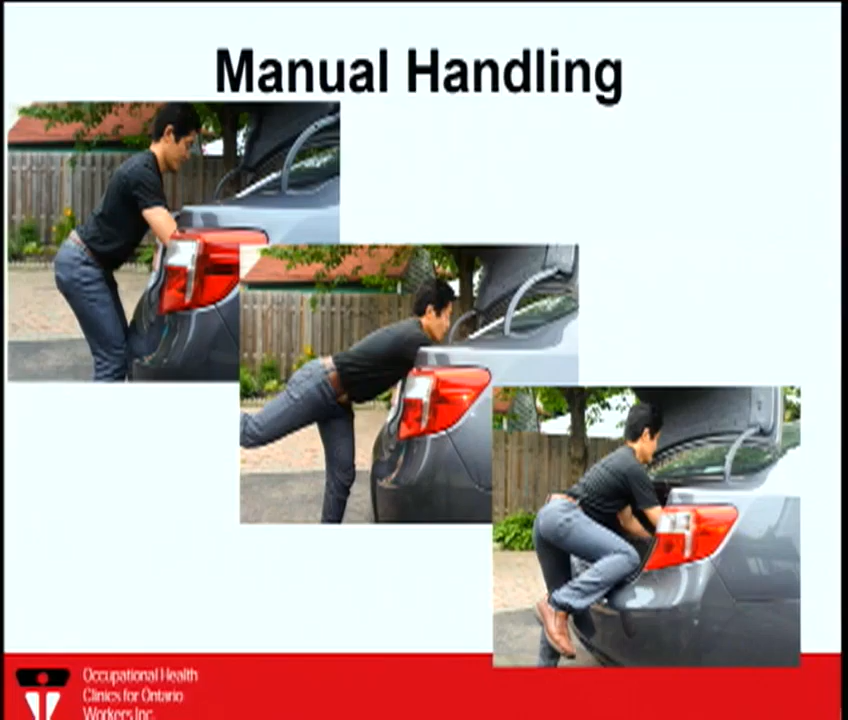 Manual Handling
Occupational Health
Clinics for Ontario
Workers Inc.